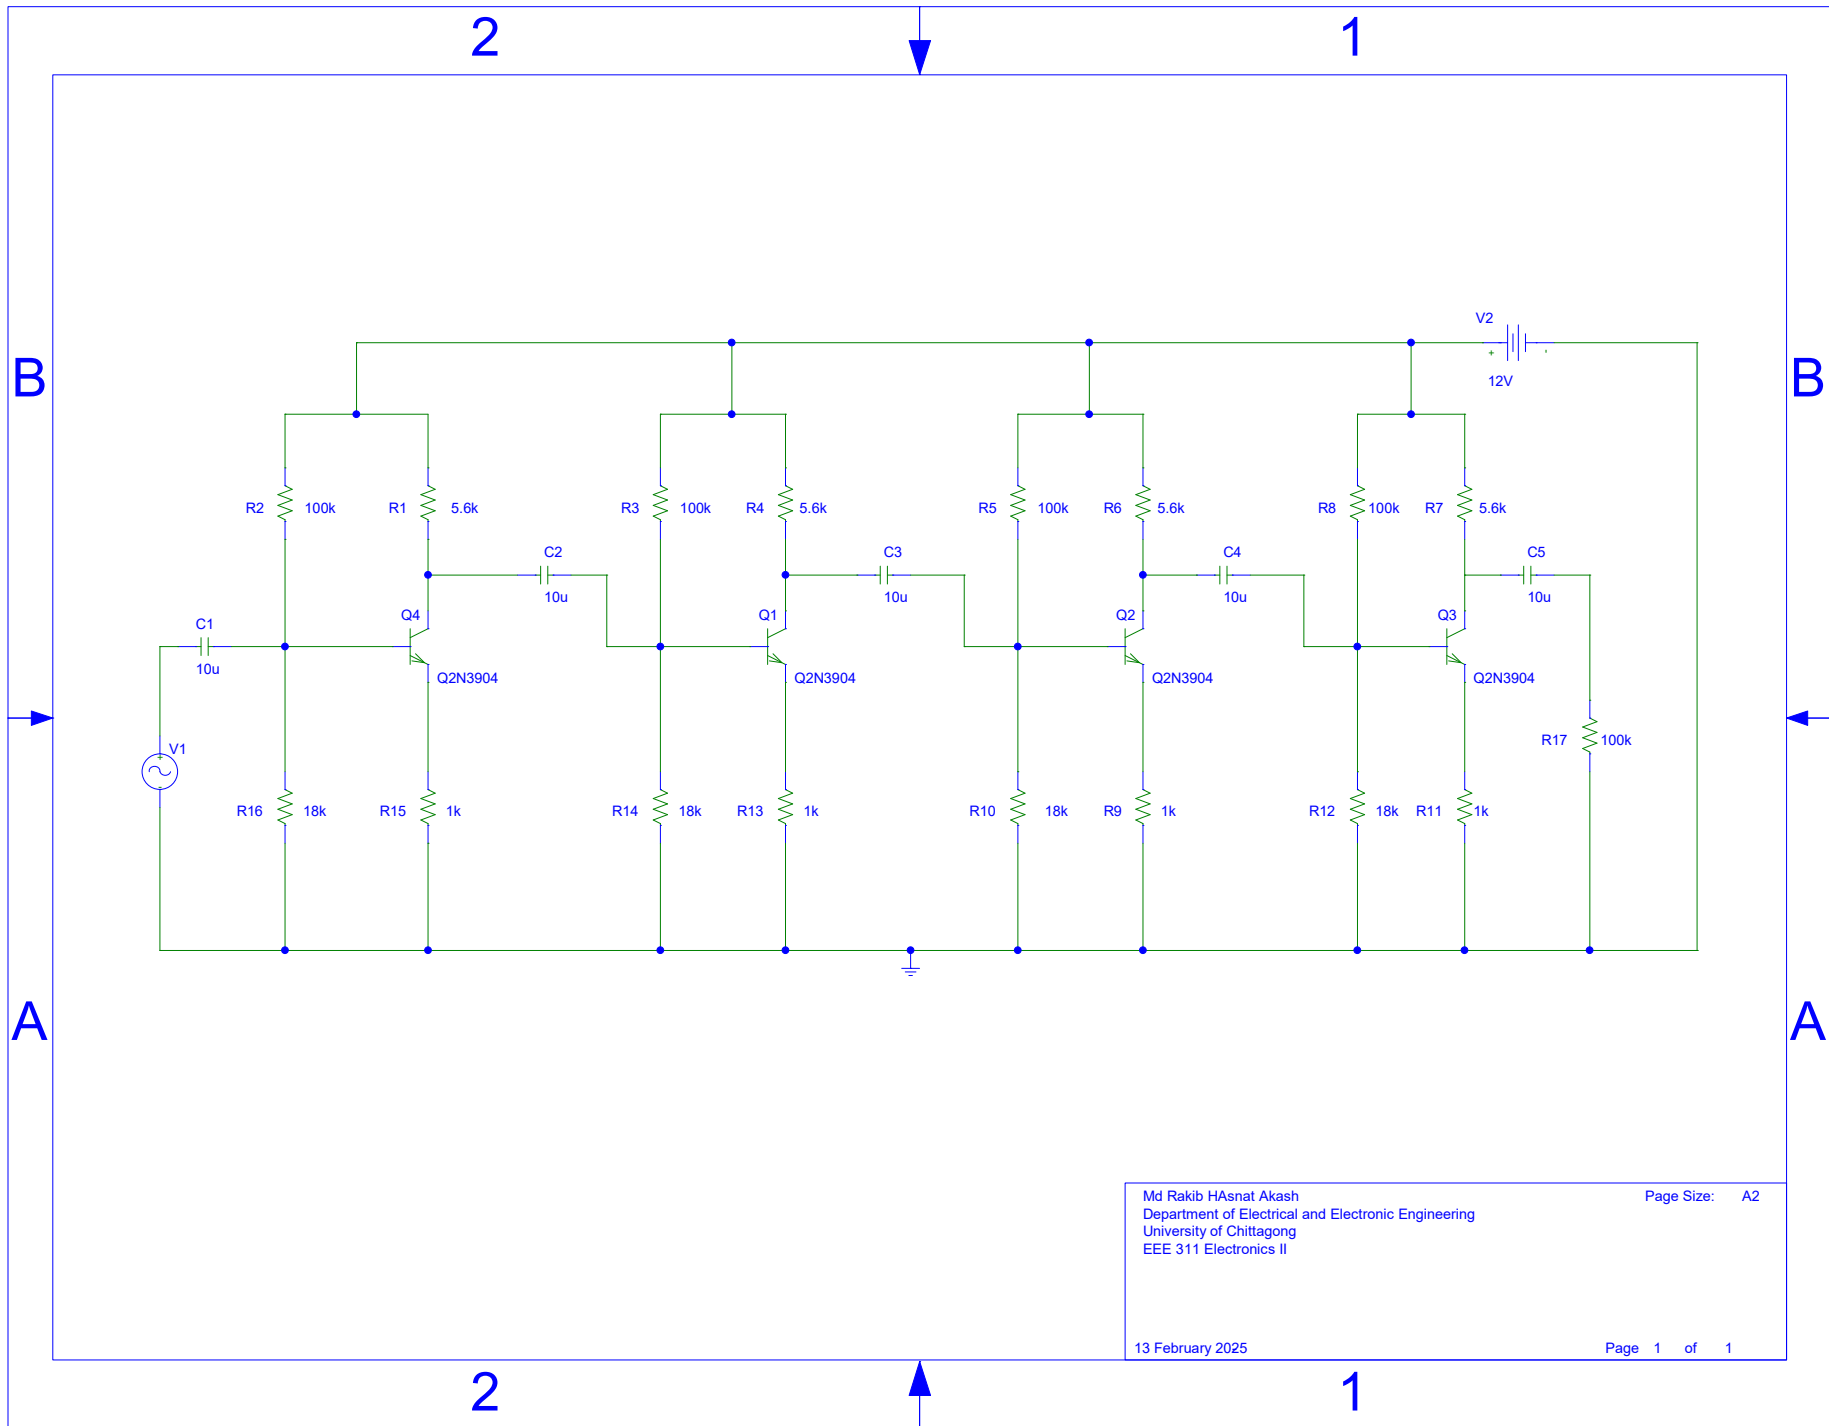 2 1
B B
V2
+ -
12V
R2 100k R1 5.6k R3 100k R4 5.6k R5 100k R6 5.6k R8 100k R7 5.6k
C2 C3 C4 C5
10u 10u 10u 10u
Q4 Q1 Q2 Q3
C1
10u
Q2N3904 Q2N3904 Q2N3904 Q2N3904
R17 100k
V1
R16 18k R15 1k R14 18k R13 1k R10 18k R9 1k R12 18k R11 1k
A A
Md Rakib HAsnat Akash Page Size: A2
Department of Electrical and Electronic Engineering
University of Chittagong
EEE 311 Electronics II
13 February 2025 Page 1 of 1
2 1